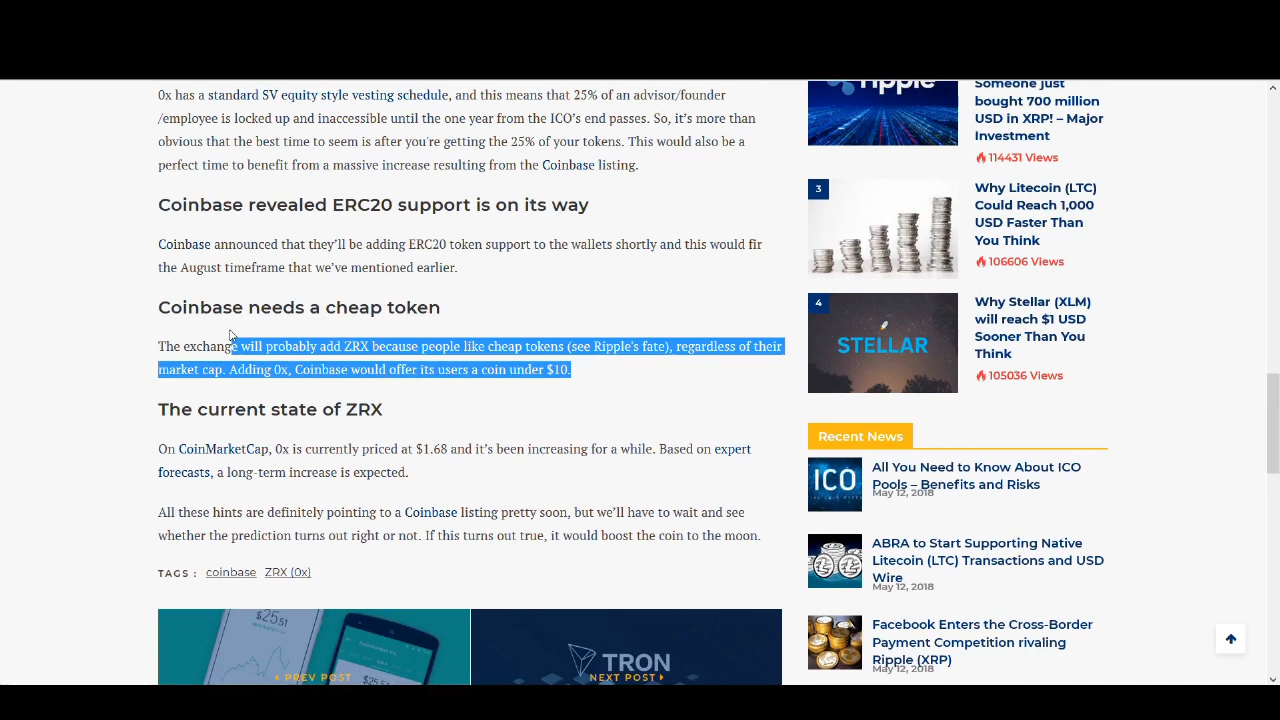 0x has a standard SV equity style vesting schedule, and this means that 25% of an advisor/founder
/employee is locked up and inaccessible until the one year from the ICO's end passes. So, it's more than
obvious that the best time to seem is after you're getting the 25% of your tokens. This would also be a
perfect time to benefit from a massive increase resulting from the Coinbase listing.
Coinbase revealed ERC20 support is on its way
Coinbase announced that they'll be adding ERC20 token support to the wallets shortly and this would fir
the August timeframe that we've mentioned earlier.
Coinbase needs a cheap token
The exchange will probably add ZRX because people like cheap tokens (see Ripple's fate), regardless of their
market cap. Adding 0x, Coinbase would offer its users a coin under $10.
The current state of ZRX
On CoinMarketCap, 0x is currently priced at $1.68 and it's been increasing for a while. Based on expert
forecasts, a long-term increase is expected.
All these hints are definitely pointing to a Coinbase listing pretty soon, but we'll have to wait and see
whether the prediction turns out right or not. If this turns out true, it would boost the coin to the moon.
TAGS : coinbase ZRX (0x)
$25.51
$25.51
PREV POST
TRON
NEXT POST
ripple
Someone just
bought 700 million
USD in XRP! – Major
Investment
114431 Views
3
Why Litecoin (LTC)
Could Reach 1,000
USD Faster Than
You Think
106606 Views
4
STELLAR
Why Stellar (XLM)
will reach $1 USD
Sooner Than You
Think
105036 Views
Recent News
ICO
All You Need to Know About ICO
Pools – Benefits and Risks
May 12, 2018
ABRA to Start Supporting Native
Litecoin (LTC) Transactions and USD
Wire
May 12, 2018
Facebook Enters the Cross-Border
Payment Competition rivaling
Ripple (XRP)
May 12, 2018